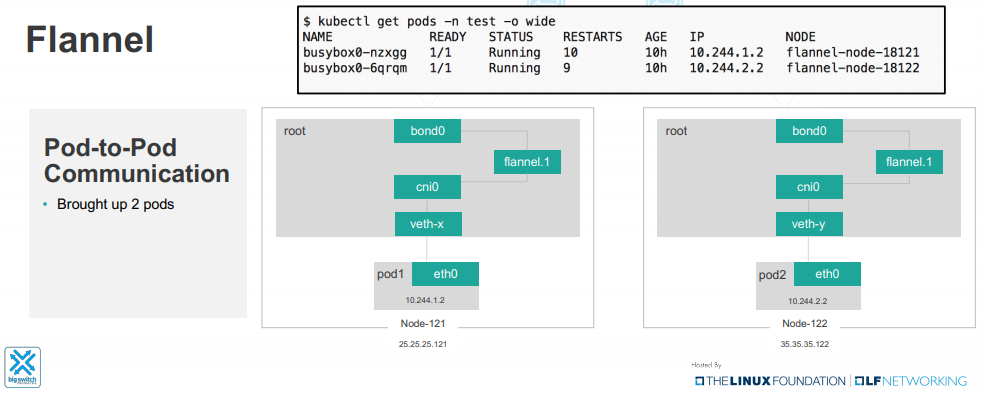 Flannel
$ kubectl get pods -n test -o wide
NAME READY STATUS RESTARTS AGE IP NODE
busybox0-nzxgg 1/1 Running 10 10h 10.244.1.2 flannel-node-18121
busybox0-6qrqm 1/1 Running 9 10h 10.244.2.2 flannel-node-18122
Pod-to-Pod
Communication
• Brought up 2 pods
root
bond0
flannel.1
cni0
veth-x
pod1
eth0
10.244.1.2
Node-121
25.25.25.121
root
bond0
flannel.1
cni0
veth-y
pod2
eth0
10.244.2.2
Node-122
35.35.35.122
big switch
Hosted By
THE LINUX FOUNDATION | LF NETWORKING